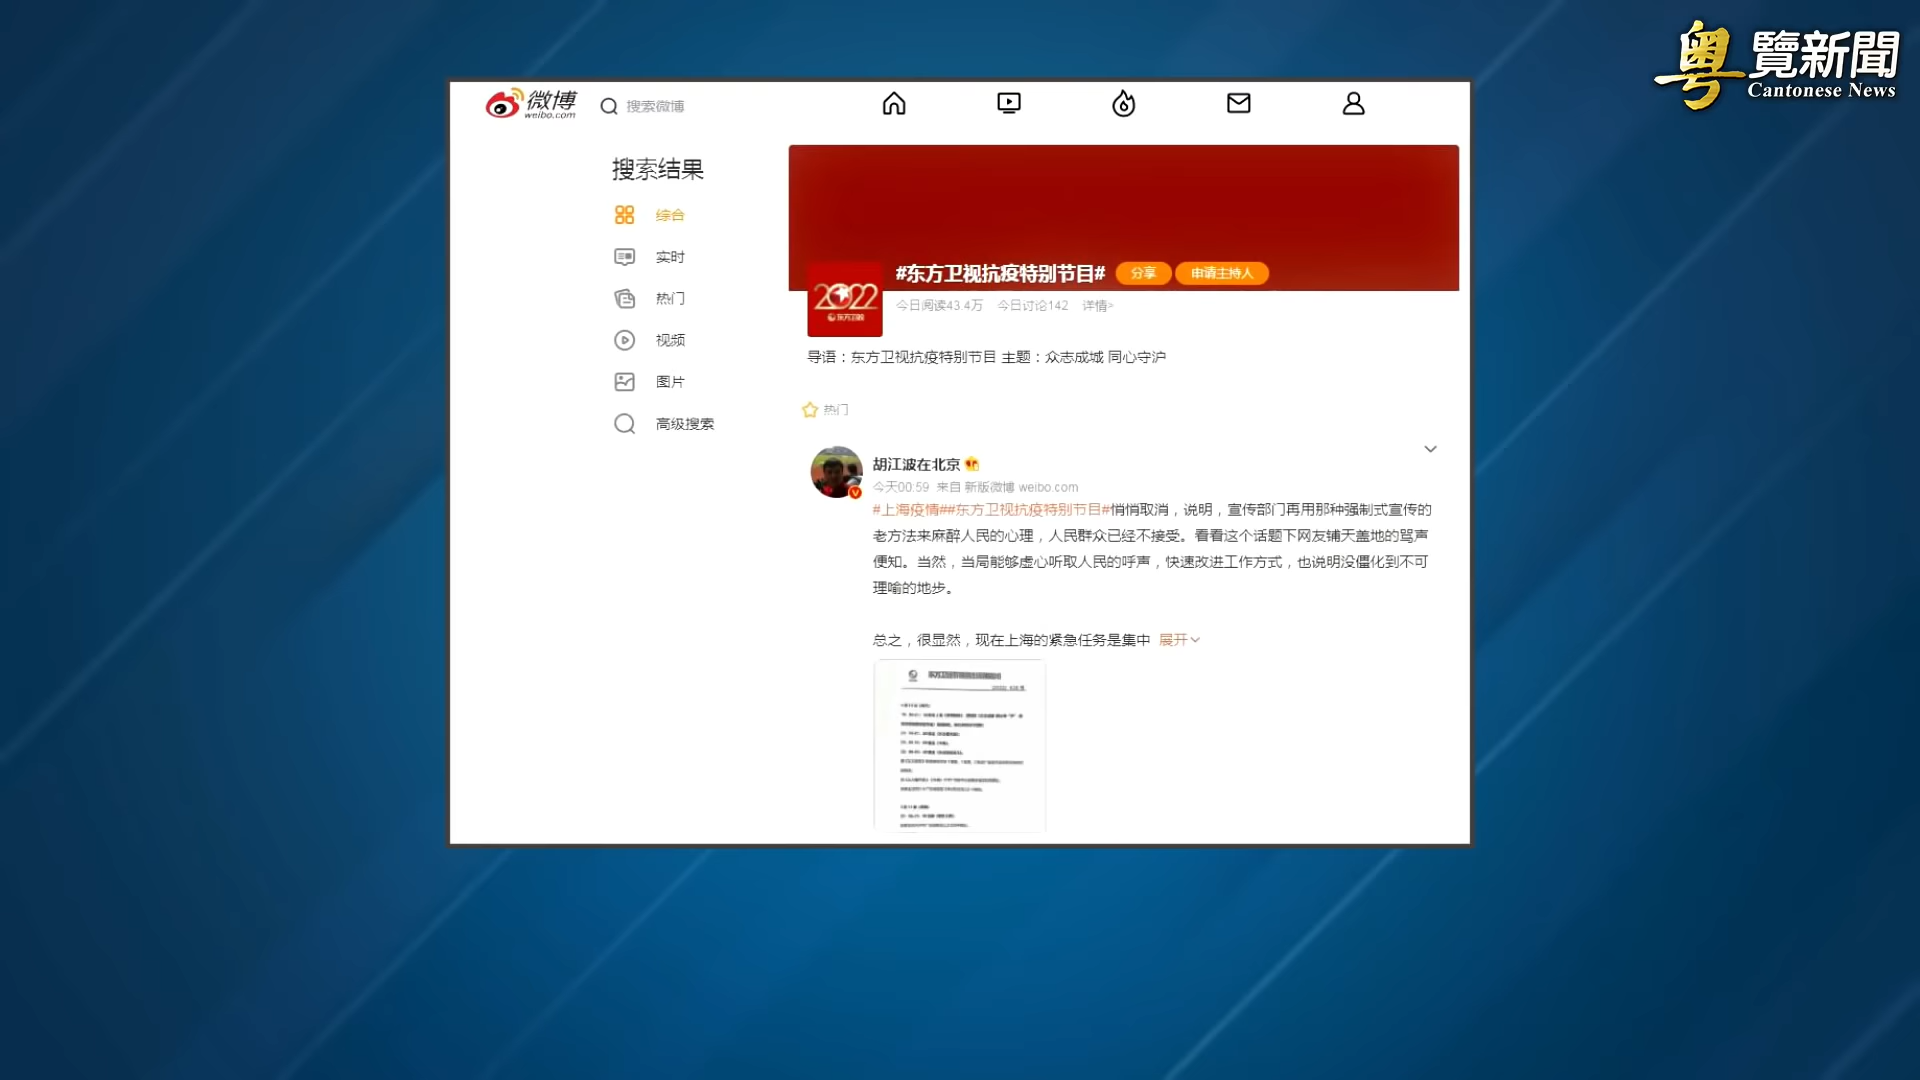 粤覽新聞
Cantonese News
微博
weibo.com
搜索微博
搜索结果
综合
实时
热门
视频
图片
高级搜索
#东方卫视抗疫特别节目#
分享
申请主持人
2022
东方卫视
今日阅读43.4万 今日讨论142 详情>
导语：东方卫视抗疫特别节目 主题：众志成城 同心守沪
热门
胡江波在北京
今天00:59 来自 新版微博 weibo.com
#上海疫情##东方卫视抗疫特别节目#悄悄取消，说明，宣传部门再用那种强制式宣传的
老方法来麻醉人民的心理，人民群众已经不接受。看看这个话题下网友铺天盖地的骂声
便知。当然，当局能够虚心听取人民的呼声，快速改进工作方式，也说明没僵化到不可
理喻的地步。
总之，很显然，现在上海的紧急任务是集中 展开